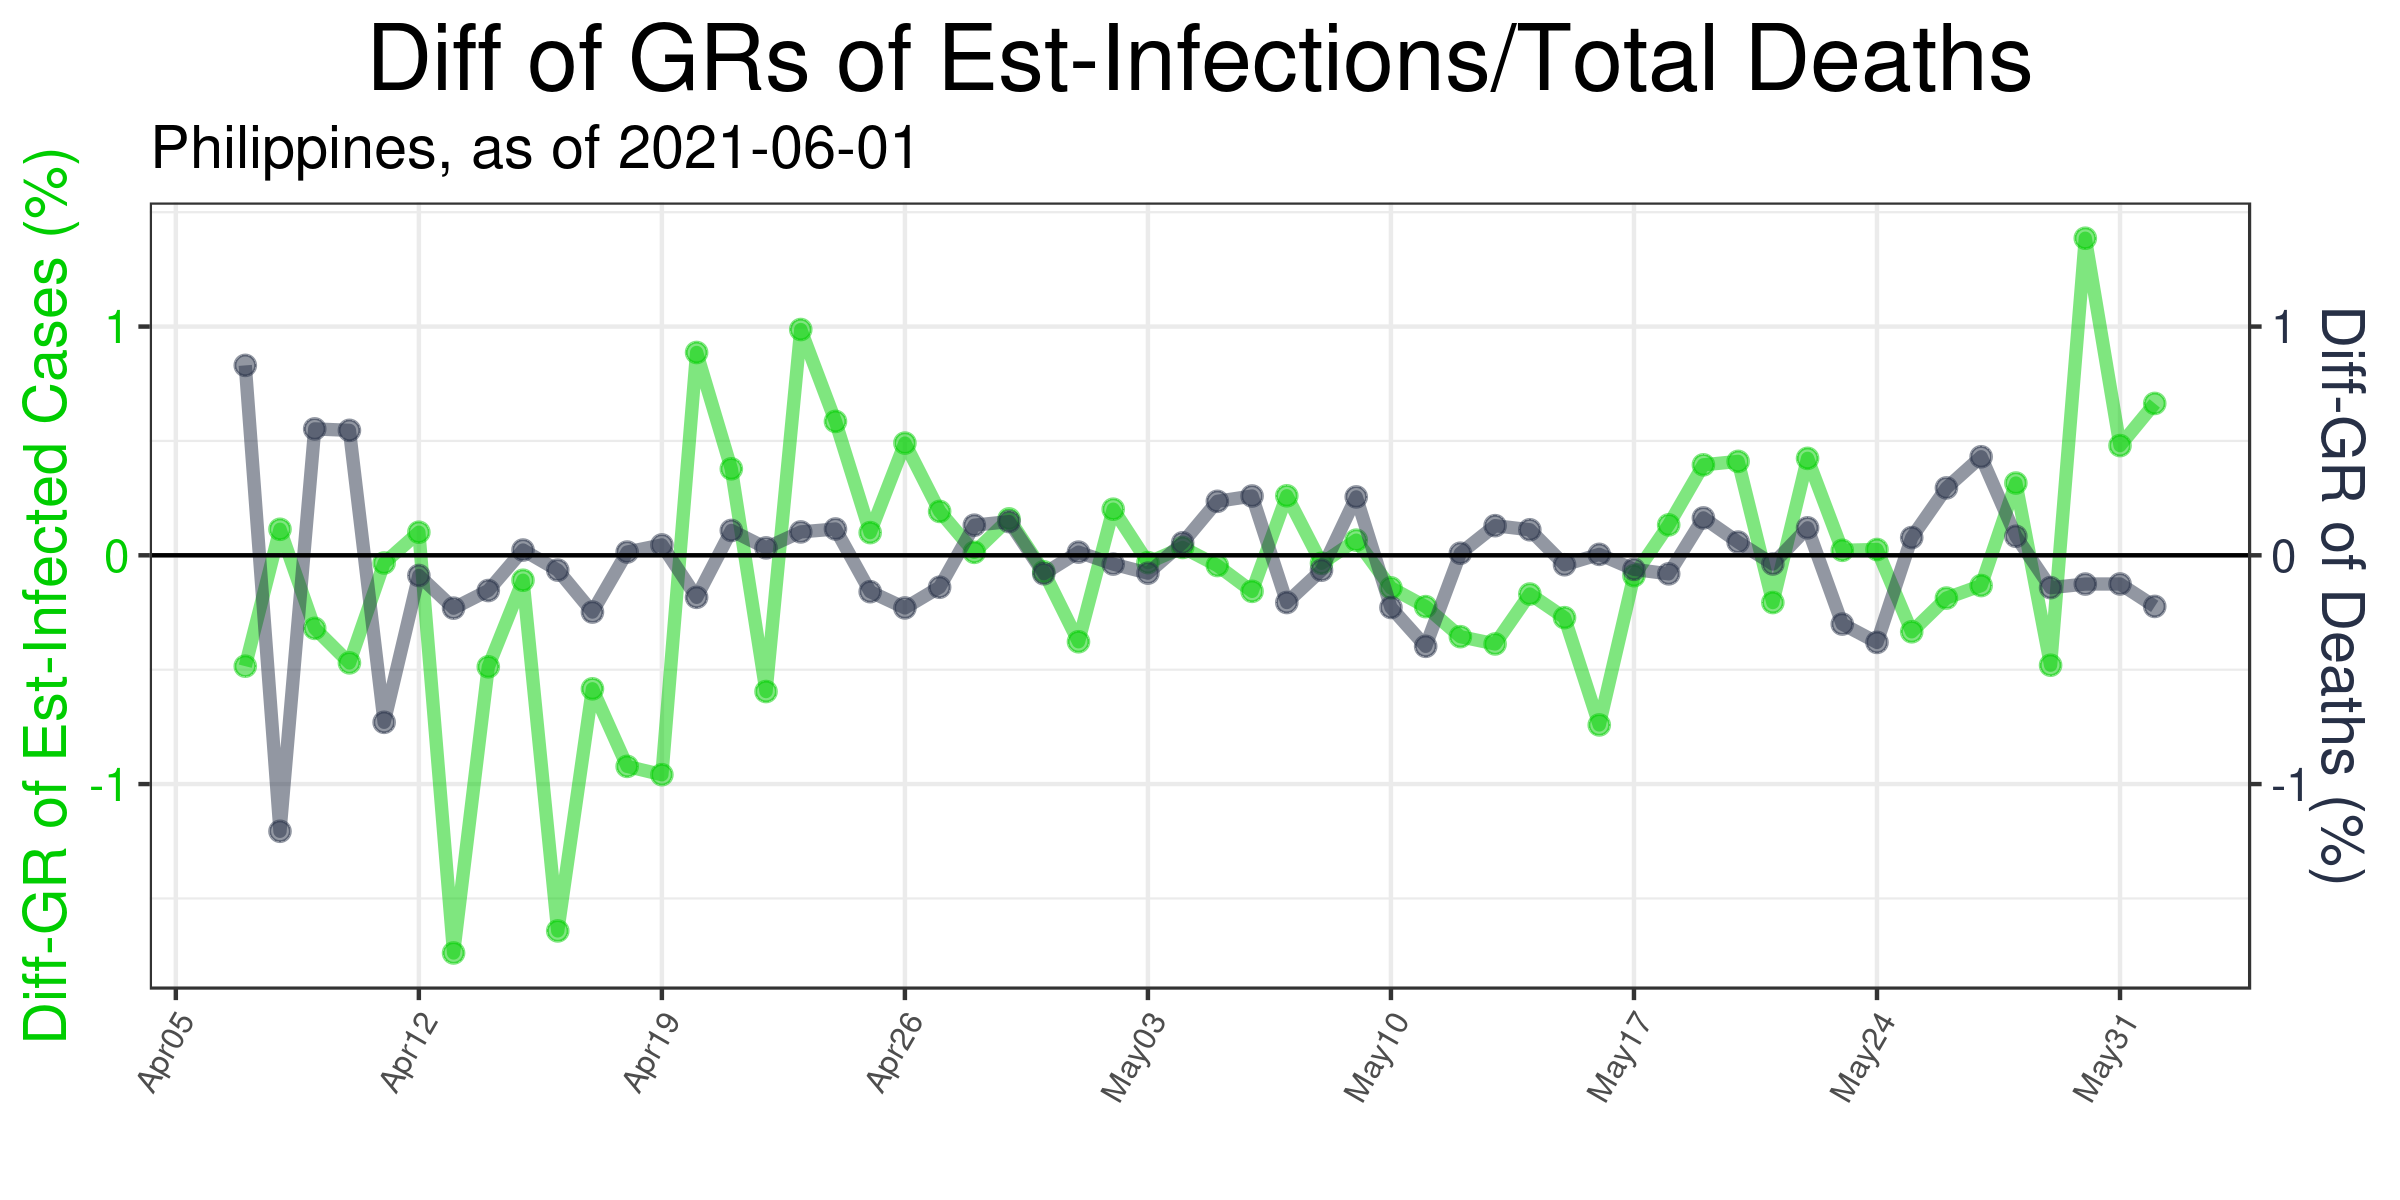 Diff of GRs of Est-Infections/Total Deaths
Philippines, as of 2021-06-01
Diff-GR of Est-Infected Cases (%)
1
0
-1
1
0
-1
Diff-GR of Deaths (%)
Apr05
Apr12
Apr19
Apr26
May03
May10
May17
May24
May31